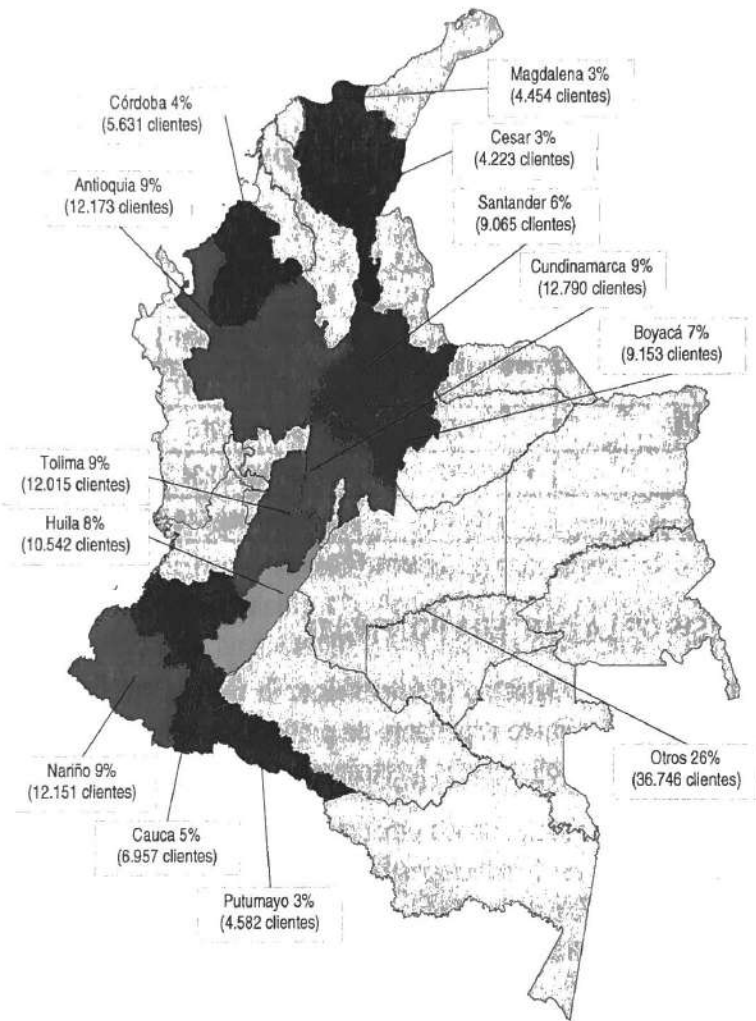 Magdalena 3%
(4.454 clientes)
Córdoba 4%
(5.631 clientes)
Cesar 3%
(4.223 clientes)
Antioquia 9%
(12.173 clientes)
Santander 6%
(9.065 clientes)
Cundinamarca 9%
(12.790 clientes)
Boyacá 7%
(9.153 clientes)
Tolima 9%
(12.015 clientes)
Huila 8%
(10.542 clientes)
Nariño 9%
(12.151 clientes)
Otros 26%
(36.746 clientes)
Cauca 5%
(6.957 clientes)
Putumayo 3%
(4.582 clientes)